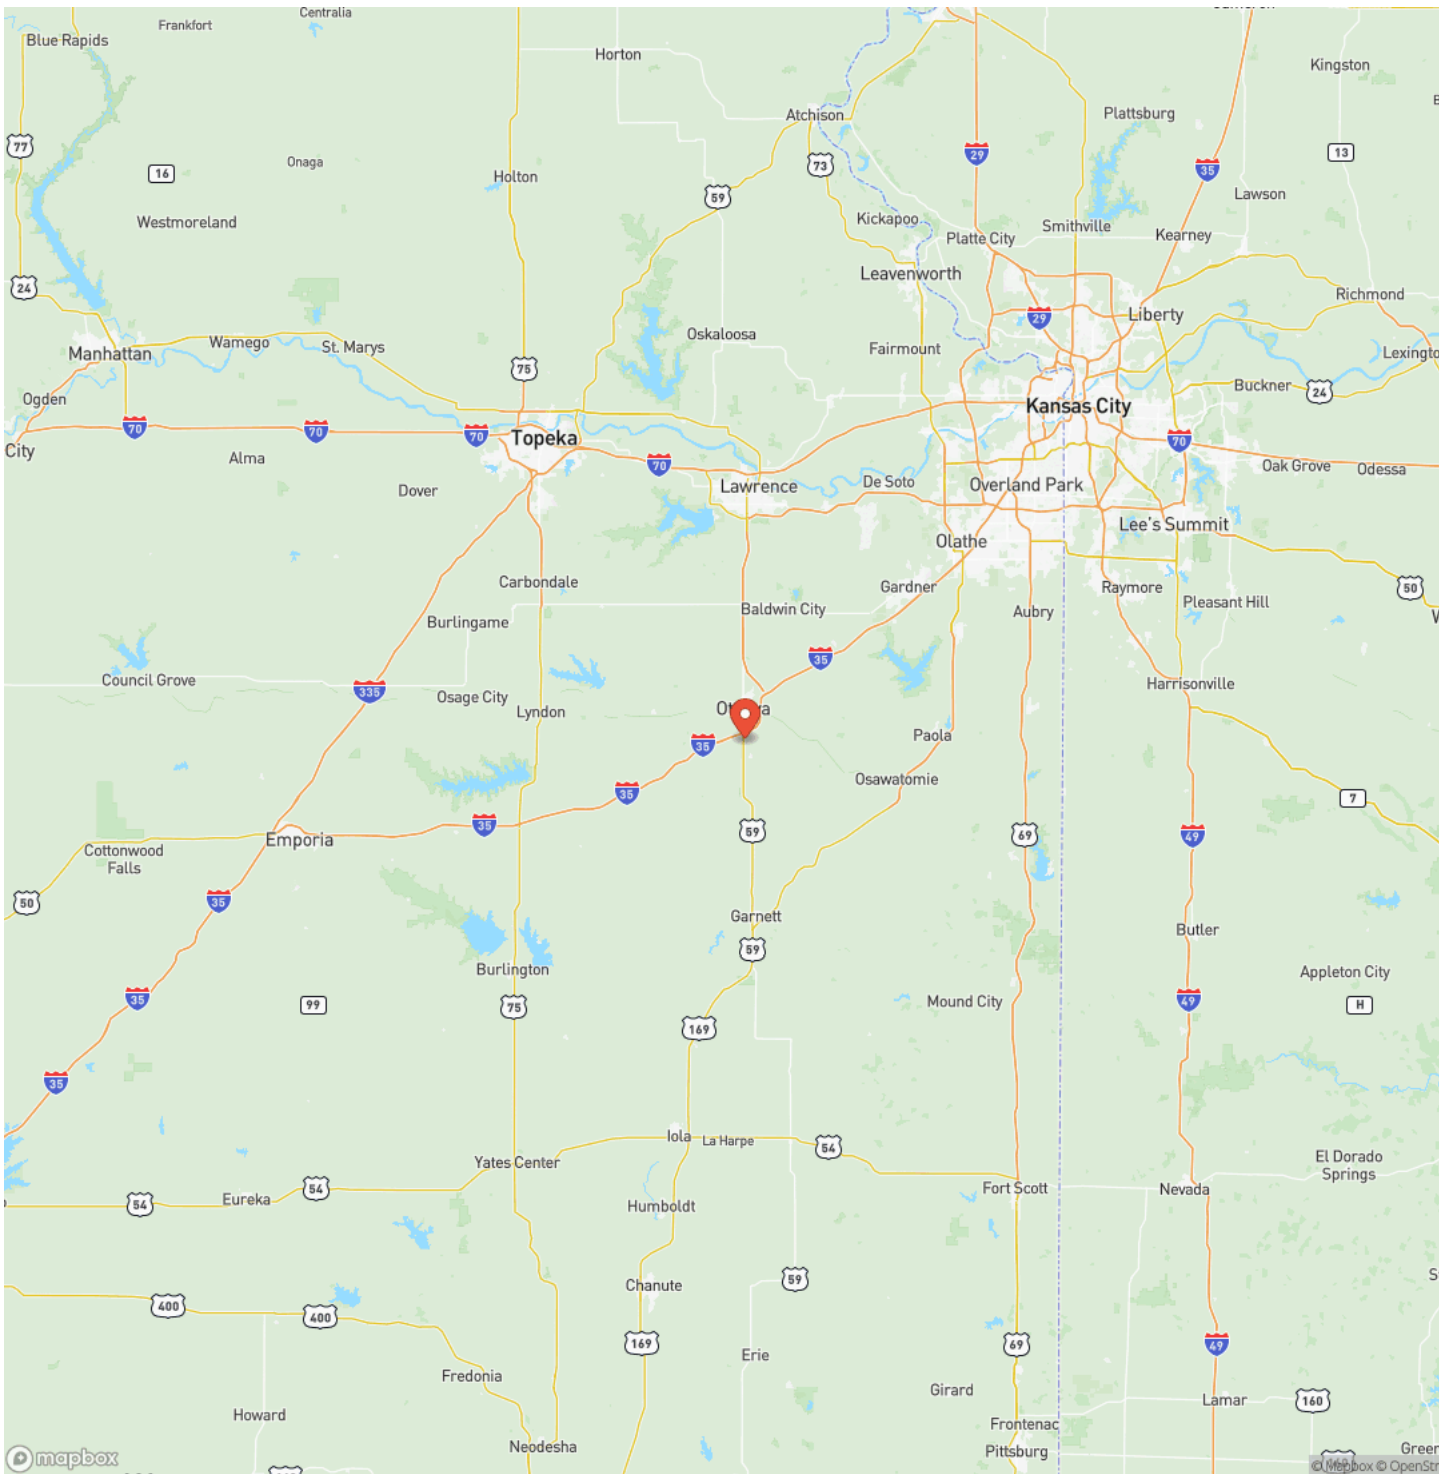 Centralia
Frankfort
Blue Rapids
Horton
Kingston
Atchison
Plattsburg
77
29
13
Onaga
73
35
16
Holton
59
Lawson
Westmoreland
Kickapoo
Smithville
Platte City
Kearney
Leavenworth
24
Richmond
29
Liberty
Oskaloosa
Wamego
St. Marys
Fairmount
Manhattan
75
Buckner
24
Ogden
Kansas City
70
70
70
Topeka
70
City
Alma
70
Oak Grove
Odessa
Dover
Lawrence
De Soto
Overland Park
Lee's Summit
Olathe
Carbondale
Gardner
Raymore
50
Baldwin City
Aubry
Pleasant Hill
Burlingame
35
Council Grove
335
Osage City
Harrisonville
Lyndon
Paola
35
Osawatomie
35
7
35
59
69
49
Emporia
Cottonwood
Falls
35
50
Garnett
Butler
59
Burlington
Appleton City
35
99
75
Mound City
49
H
169
35
Iola
La Harpe
54
Yates Center
El Dorado
Springs
54
54
Eureka
Fort Scott
Nevada
Humboldt
Chanute
59
400
400
169
69
49
Erie
Fredonia
Girard
Lamar
160
Howard
Frontenac
Neodesha
Pittsburg
mapbox
© Mapbox © OpenStr